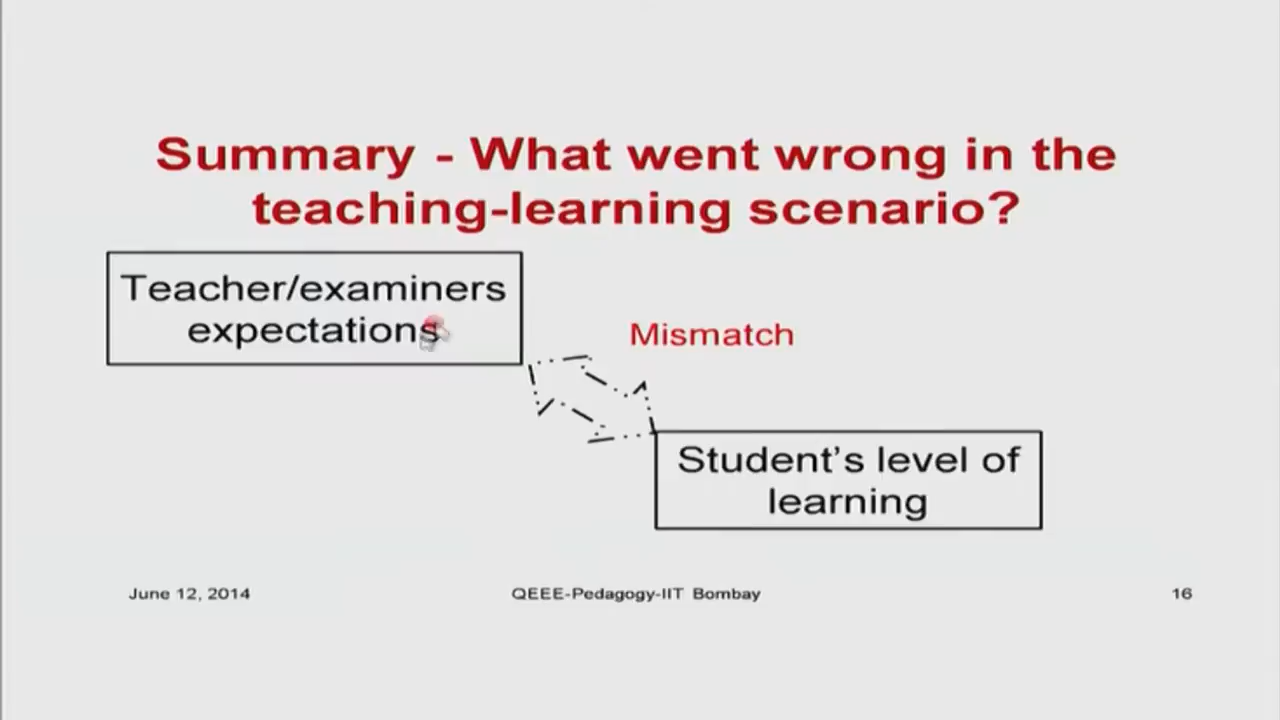 Summary - What went wrong in the
teaching-learning scenario?
Teacher/examiners
expectations
Mismatch
Student’s level of
learning
June 12, 2014
QEEE-Pedagogy-IIT Bombay
16